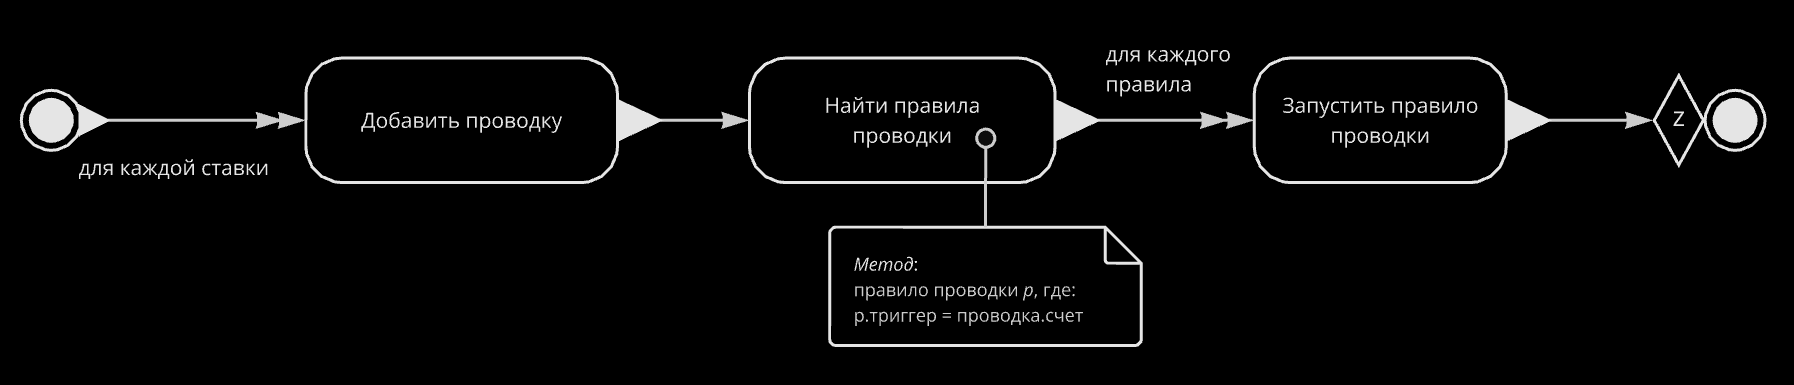 для каждой ставки
Добавить проводку
Найти правила
проводки
для каждого
правила
Запустить правило
проводки
Z
Метод:
правило проводки p, где:
р.триггер = проводка.счет